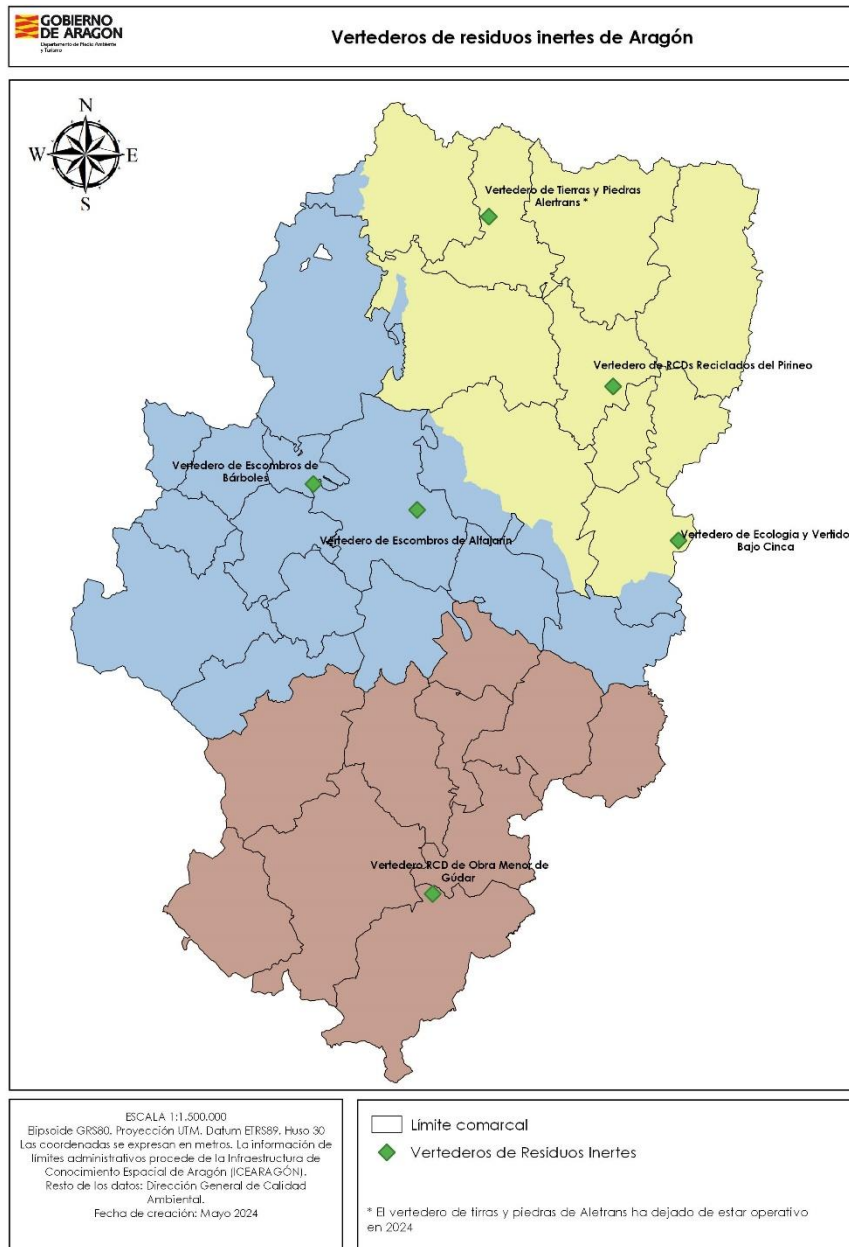 GOBIERNO
DE ARAGON
Departamento de Medio Ambiente
y Turismo
Vertederos de residuos inertes de Aragón
N
W E
S
Vertedero de Tierras y Piedras
Alertrans *
Vertedero de RCDs Reciclados del Pirineo
Vertedero de Escombros de
Bárboles
Vertedero de Escombros de Alfajarín
Vertedero de Ecología y Vertido
Bajo Cinca
Vertedero RCD de Obra Menor de
Gúdar
ESCALA 1:1.500.000
Elipsoide GRS80. Proyección UTM. Datum ETRS89. Huso 30
Las coordenadas se expresan en metros. La información de
límites administrativos procede de la Infraestructura de
Conocimiento Espacial de Aragón (ICEARAGÓN).
Resto de los datos: Dirección General de Calidad
Ambiental.
Fecha de creación: Mayo 2024
Límite comarcal
Vertederos de Residuos Inertes
* El vertedero de tirras y piedras de Aletrans ha dejado de estar operativo
en 2024